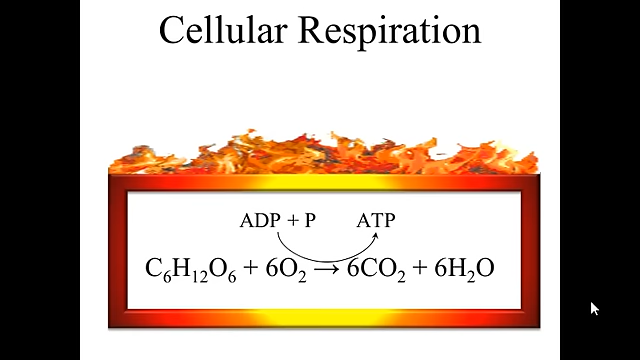 Cellular Respiration
ADP + P ATP
C₆H₁₂O₆ + 6O₂ → 6CO₂ + 6H₂O